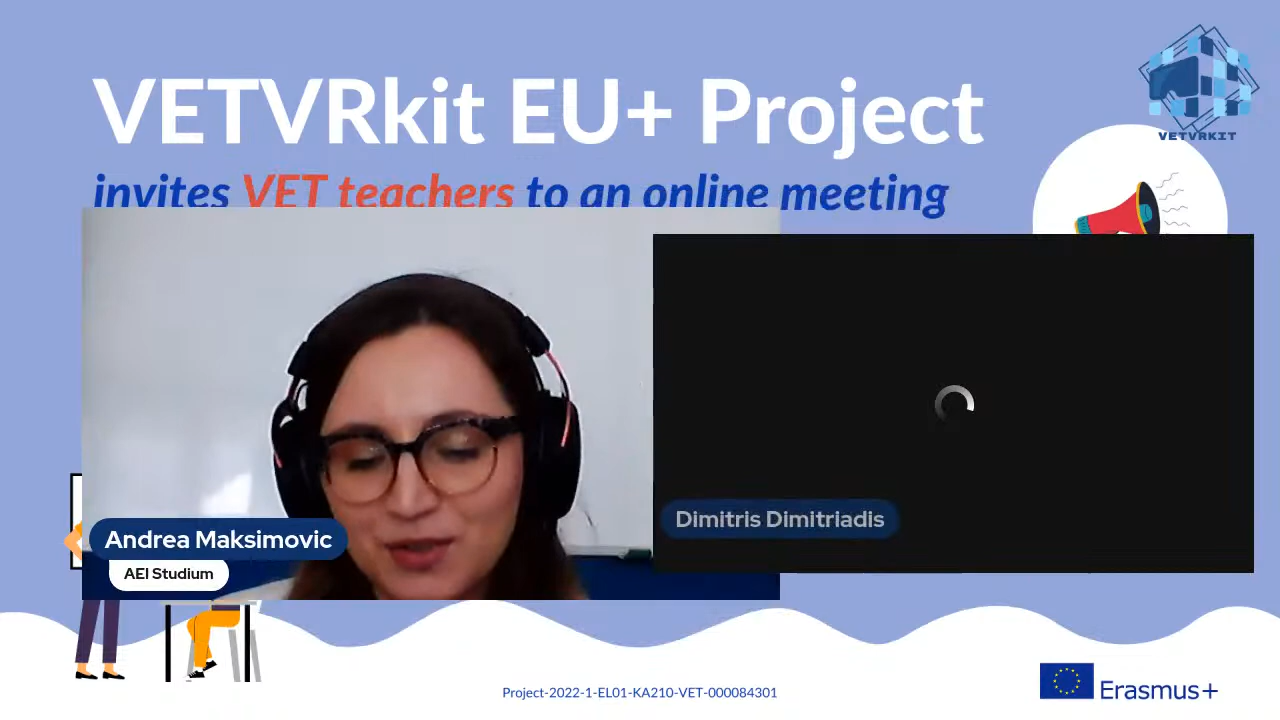 VETVRkit EU+ Project
VETVRKIT
invites VET teachers to an online meeting
Dimitris Dimitriadis
Andrea Maksimovic
AEI Studium
Project-2022-1-EL01-KA210-VET-000084301
Erasmus+